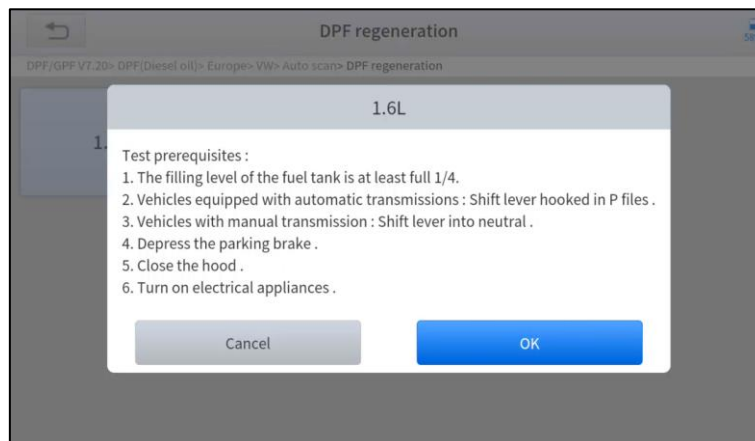 DPF regeneration
58
DPF/GPF V7.20> DPF(Diesel oil)> Europe> VW> Auto scan> DPF regeneration
1.6L
1.
Test prerequisites :
1. The filling level of the fuel tank is at least full 1/4.
2. Vehicles equipped with automatic transmissions : Shift lever hooked in P files .
3. Vehicles with manual transmission : Shift lever into neutral .
4. Depress the parking brake .
5. Close the hood .
6. Turn on electrical appliances .
Cancel OK